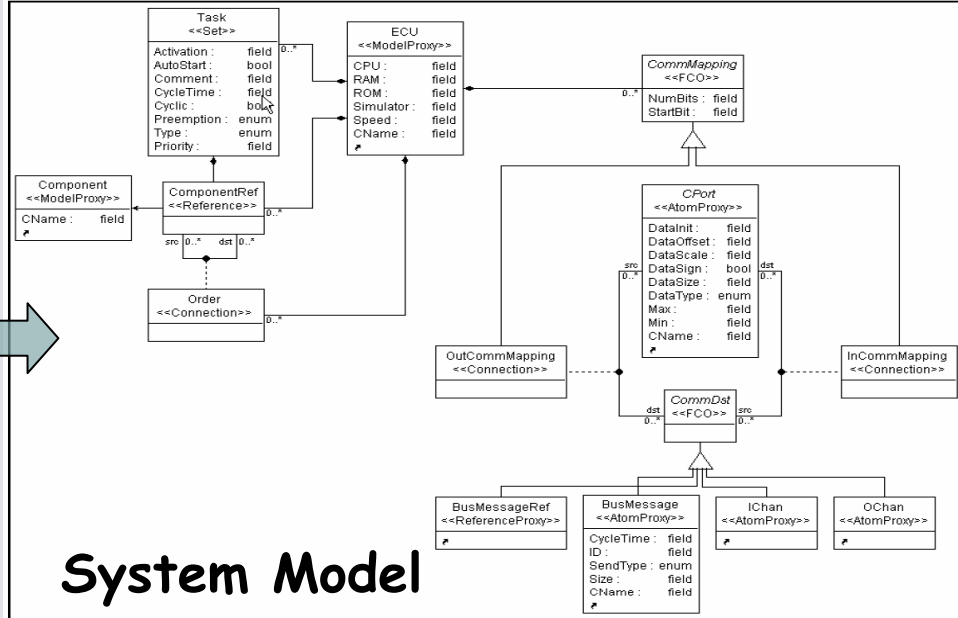 Task
<<Set>>
Activation : field
AutoStart : bool
Comment : field
CycleTime : field
Cyclic : bool
Preemption : enum
Type : enum
Priority : field
0..*
ECU
<<ModelProxy>>
CPU : field
RAM : field
ROM : field
Simulator : field
Speed : field
CName : field
0..*
CommMapping
<<FCO>>
NumBits : field
StartBit : field
Component
<<ModelProxy>>
CName : field
ComponentRef
<<Reference>>
0..*
src 0..* dst 0..*
Order
<<Connection>>
0..*
CPort
<<AtomProxy>>
DataInit : field
DataOffset : field
DataScale : field
DataSign : bool
DataSize : field
DataType : enum
Max : field
Min : field
CName : field
src
0..*
dst
0..*
OutCommMapping
<<Connection>>
InCommMapping
<<Connection>>
CommDst
<<FCO>>
dst
0..*
src
0..*
BusMessageRef
<<ReferenceProxy>>
BusMessage
<<AtomProxy>>
CycleTime : field
ID : field
SendType : enum
Size : field
CName : field
IChan
<<AtomProxy>>
OChan
<<AtomProxy>>
System Model